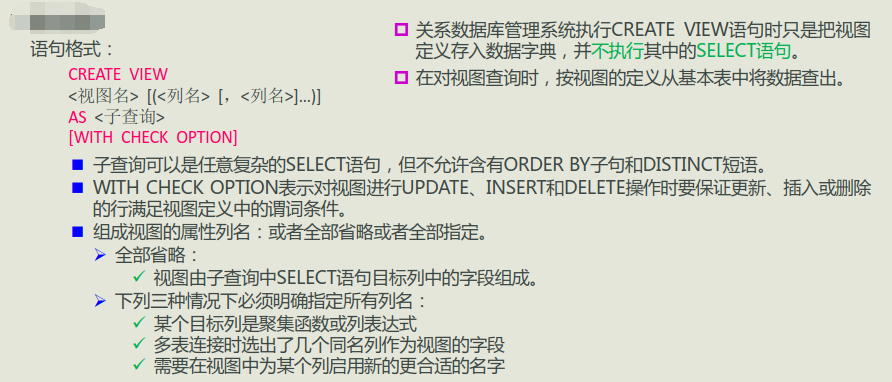 语句格式：
CREATE VIEW
<视图名> [(<列名> [，<列名>]…)]
AS <子查询>
[WITH CHECK OPTION]
关系数据库管理系统执行CREATE VIEW语句时只是把视图
定义存入数据字典，并不执行其中的SELECT语句。
在对视图查询时，按视图的定义从基本表中将数据查出。
子查询可以是任意复杂的SELECT语句，但不允许含有ORDER BY子句和DISTINCT短语。
WITH CHECK OPTION表示对视图进行UPDATE、INSERT和DELETE操作时要保证更新、插入或删除
的行满足视图定义中的谓词条件。
组成视图的属性列名：或者全部省略或者全部指定。
全部省略：
视图由子查询中SELECT语句目标列中的字段组成。
下列三种情况下必须明确指定所有列名：
某个目标列是聚集函数或列表达式
多表连接时选出了几个同名列作为视图的字段
需要在视图中为某个列启用新的更合适的名字